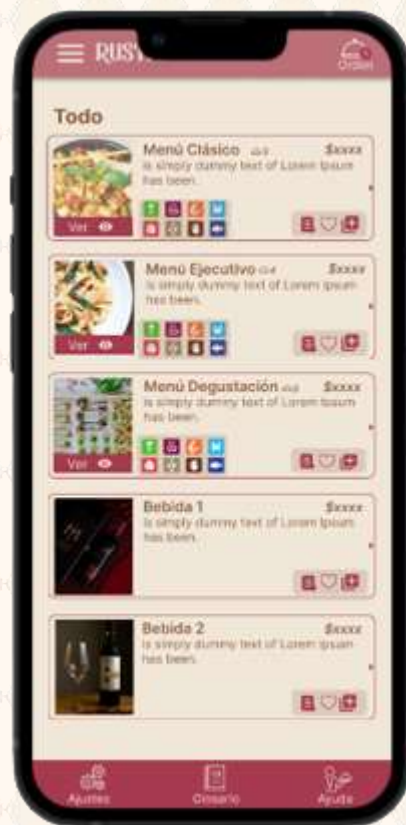 RUST
Orden
Todo
Menú Clásico $xxxx
is simply dummy text of Lorem Ipsum
has been.
Ver
Menú Ejecutivo $xxxx
is simply dummy text of Lorem Ipsum
has been.
Ver
Menú Degustación $xxxx
is simply dummy text of Lorem Ipsum
has been.
Ver
Bebida 1 $xxxx
is simply dummy text of Lorem Ipsum
has been.
Bebida 2 $xxxx
is simply dummy text of Lorem Ipsum
has been.
Ajustes Glosario Ayuda